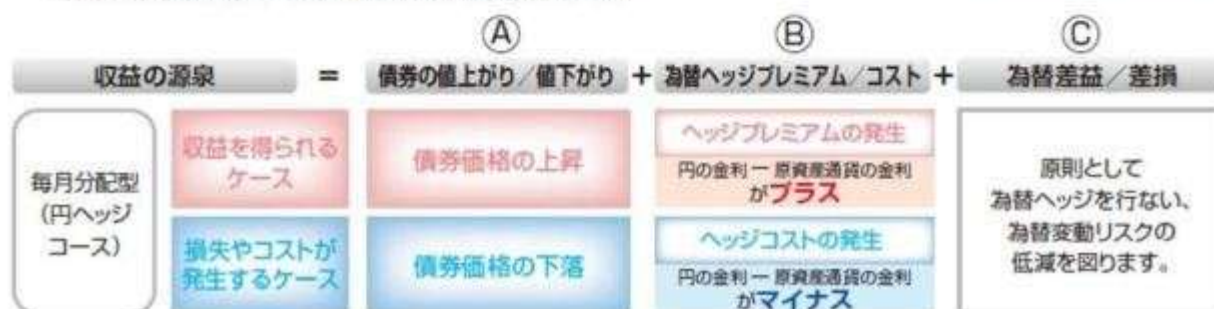 Ⓐ Ⓑ Ⓒ
収益の源泉 = 債券の値上がり／値下がり + 為替ヘッジプレミアム／コスト + 為替差益／差損
毎月分配型
（円ヘッジ
コース）
収益を得られる
ケース
債券価格の上昇
ヘッジプレミアムの発生
円の金利 ー 原資産通貨の金利
がプラス
損失やコストが
発生するケース
債券価格の下落
ヘッジコストの発生
円の金利 ー 原資産通貨の金利
がマイナス
原則として
為替ヘッジを行ない、
為替変動リスクの
低減を図ります。